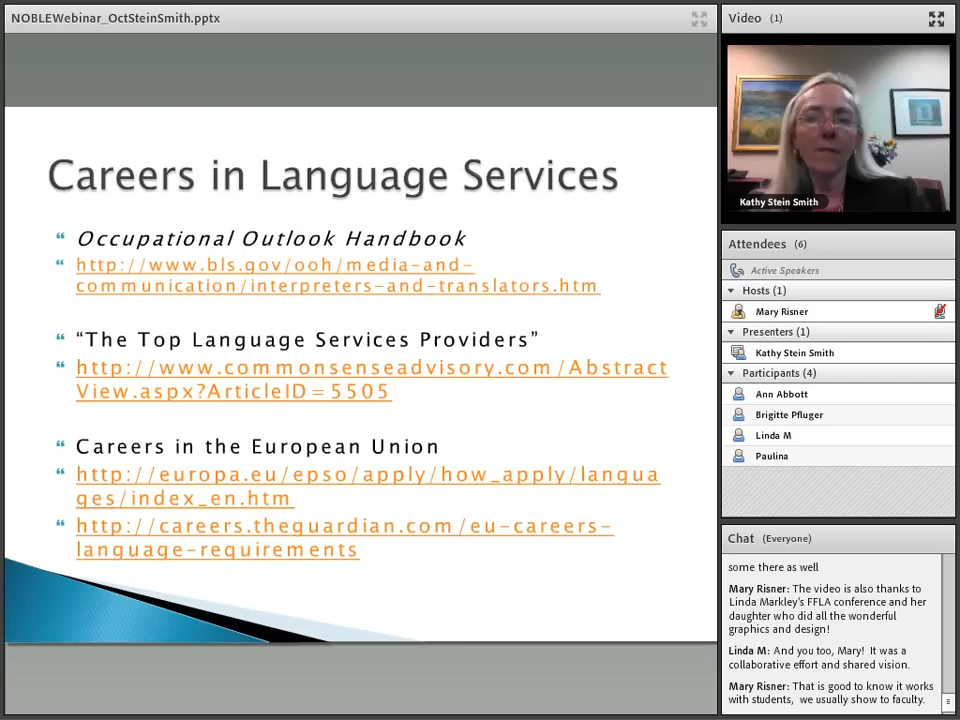 NOBLEWebinar_OctSteinSmith.pptx
Careers in Language Services
Occupational Outlook Handbook
http://www.bls.gov/ooh/media-and-
communication/interpreters-and-translators.htm
“The Top Language Services Providers”
http://www.commonsenseadvisory.com/Abstract
View.aspx?ArticleID=5505
Careers in the European Union
http://europa.eu/epso/apply/how_apply/langua
ges/index_en.htm
http://careers.theguardian.com/eu-careers-
language-requirements
Video (1)
Kathy Stein Smith
Attendees (6)
Active Speakers
Hosts (1)
Mary Risner
Presenters (1)
Kathy Stein Smith
Participants (4)
Ann Abbott
Brigitte Pfluger
Linda M
Paulina
Chat (Everyone)
some there as well
Mary Risner: The video is also thanks to
Linda Markley's FFLA conference and her
daughter who did all the wonderful
graphics and design!
Linda M: And you too, Mary! It was a
collaborative effort and shared vision.
Mary Risner: That is good to know it works
with students, we usually show to faculty.